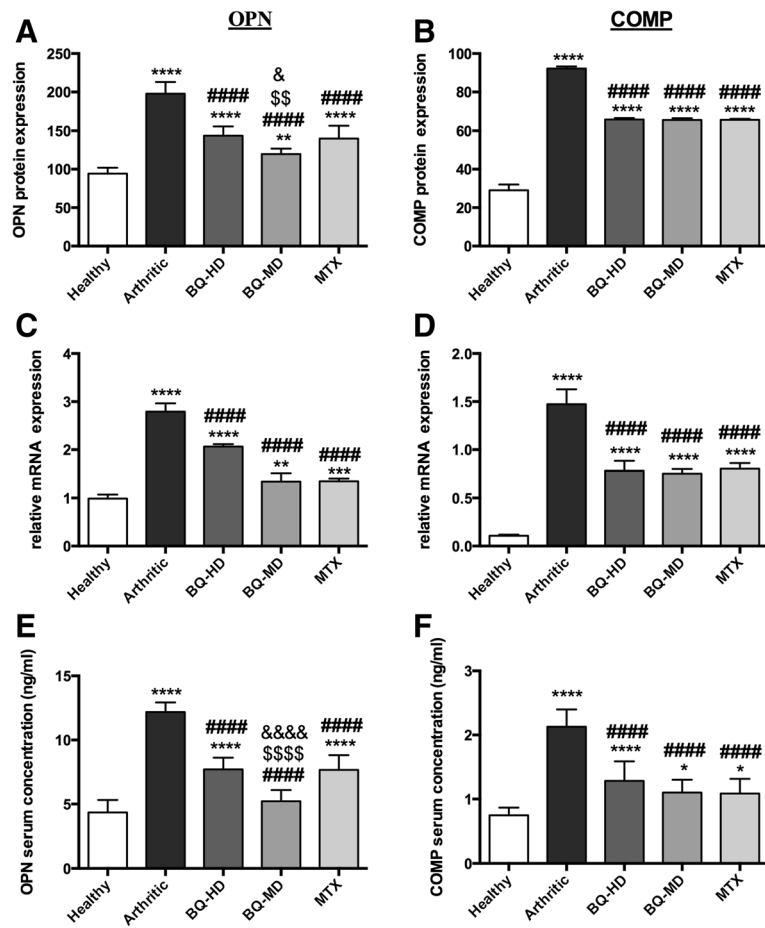 OPN
COMP
A
OPN protein expression
200
150
100
50
0
****
####
****
&
$$
####
**
####
****
Healthy
Arthritic
BQ-HD
BQ-MD
MTX
B
COMP protein expression
100
80
60
40
20
0
****
####
****
####
****
####
****
Healthy
Arthritic
BQ-HD
BQ-MD
MTX
C
relative mRNA expression
4
3
2
1
0
****
####
****
####
**
####
***
Healthy
Arthritic
BQ-HD
BQ-MD
MTX
D
relative mRNA expression
2.0
1.5
1.0
0.5
0.0
****
####
****
####
****
####
****
Healthy
Arthritic
BQ-HD
BQ-MD
MTX
E
OPN serum concentration (ng/ml)
15
10
5
0
****
####
****
&&&&
$$$$
####
####
****
Healthy
Arthritic
BQ-HD
BQ-MD
MTX
F
COMP serum concentration (ng/ml)
3
2
1
0
****
####
****
####
*
####
*
Healthy
Arthritic
BQ-HD
BQ-MD
MTX